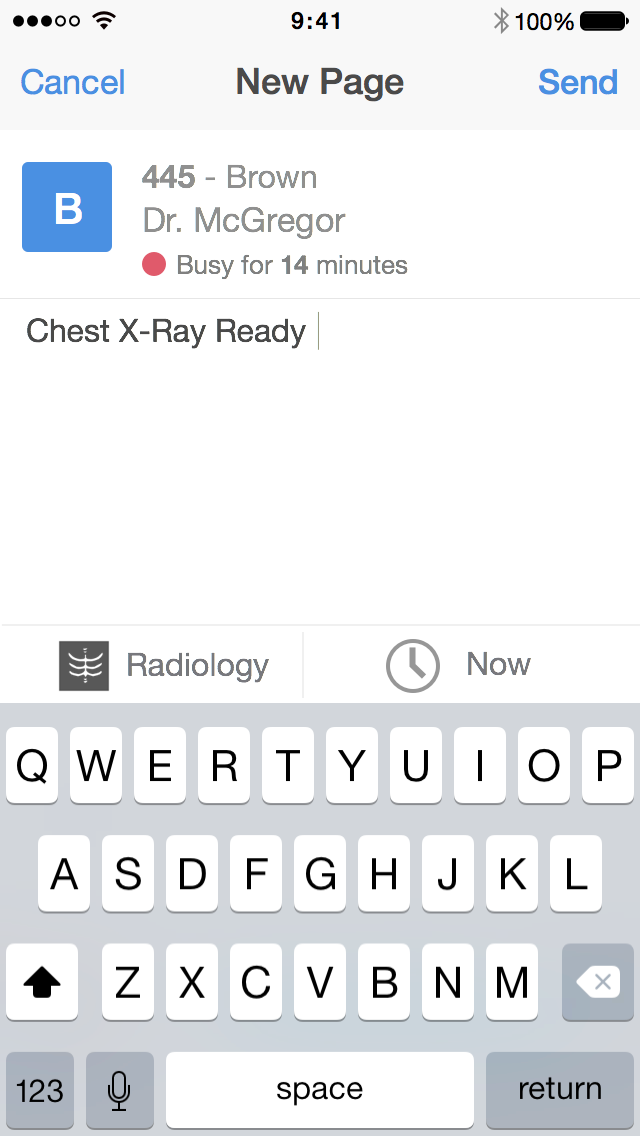 9:41 100%
Cancel New Page Send
B
445 - Brown
Dr. McGregor
Busy for 14 minutes
Chest X-Ray Ready
Radiology Now
Q W E R T Y U I O P
A S D F G H J K L
Z X C V B N M
123 space return